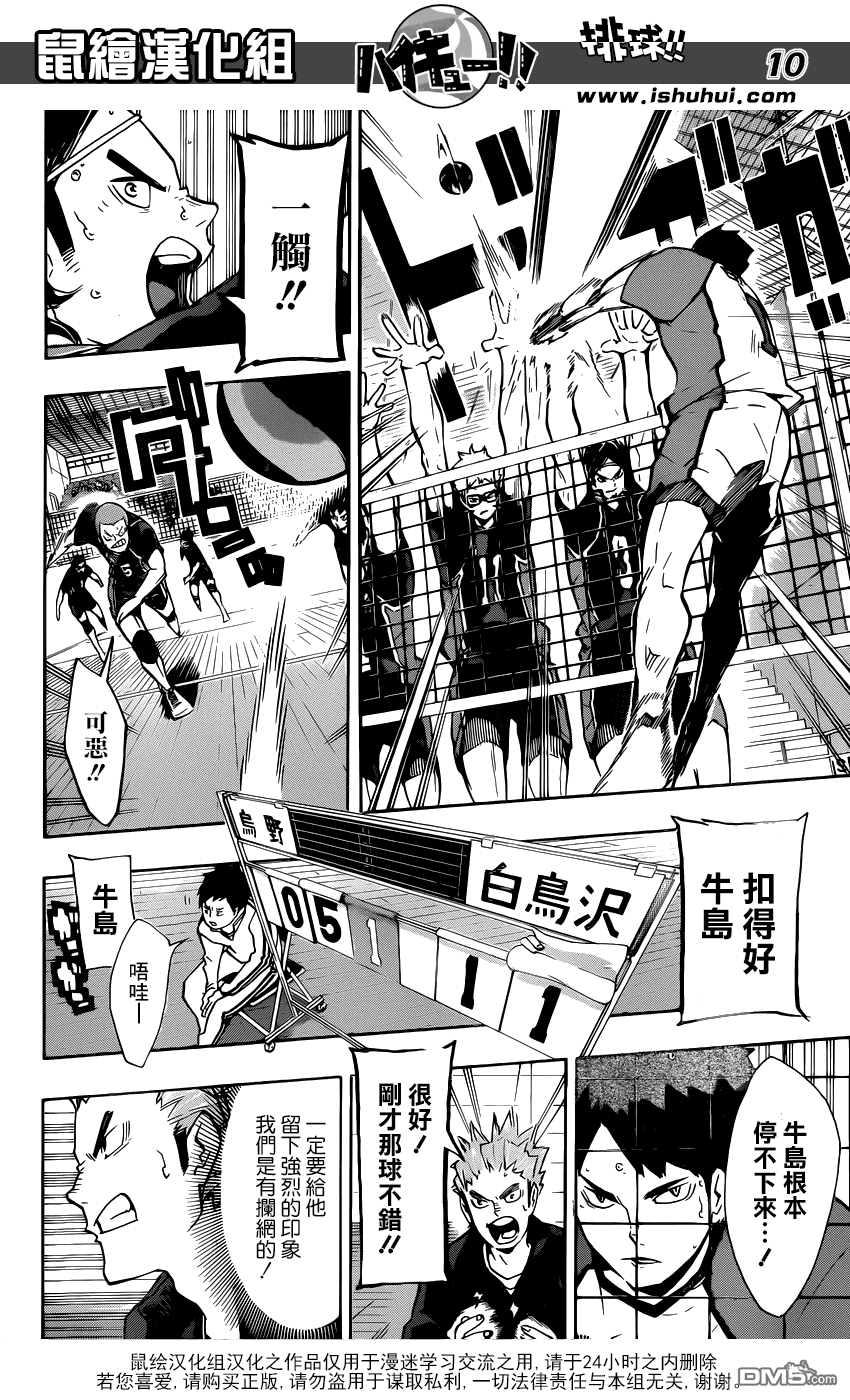 鼠繪漢化組
ハイキュー!!
排球!!
10
www.ishuhui.com
ドガガ
一觸!!
可惡!!
烏野
白鳥沢
05
1
1
1
扣得好
牛島
牛島
唔哇—
牛島根本
停不下來…!
很好!
剛才那球不錯!
一定要給他
留下強烈的印象
我們是有攔網的!
鼠绘汉化组汉化之作品仅用于漫迷学习交流之用, 请于24小时之内删除
若您喜爱, 请购买正版, 请勿盗用于谋取私利, 一切法律责任与本组无关, 谢谢。
DM5.com